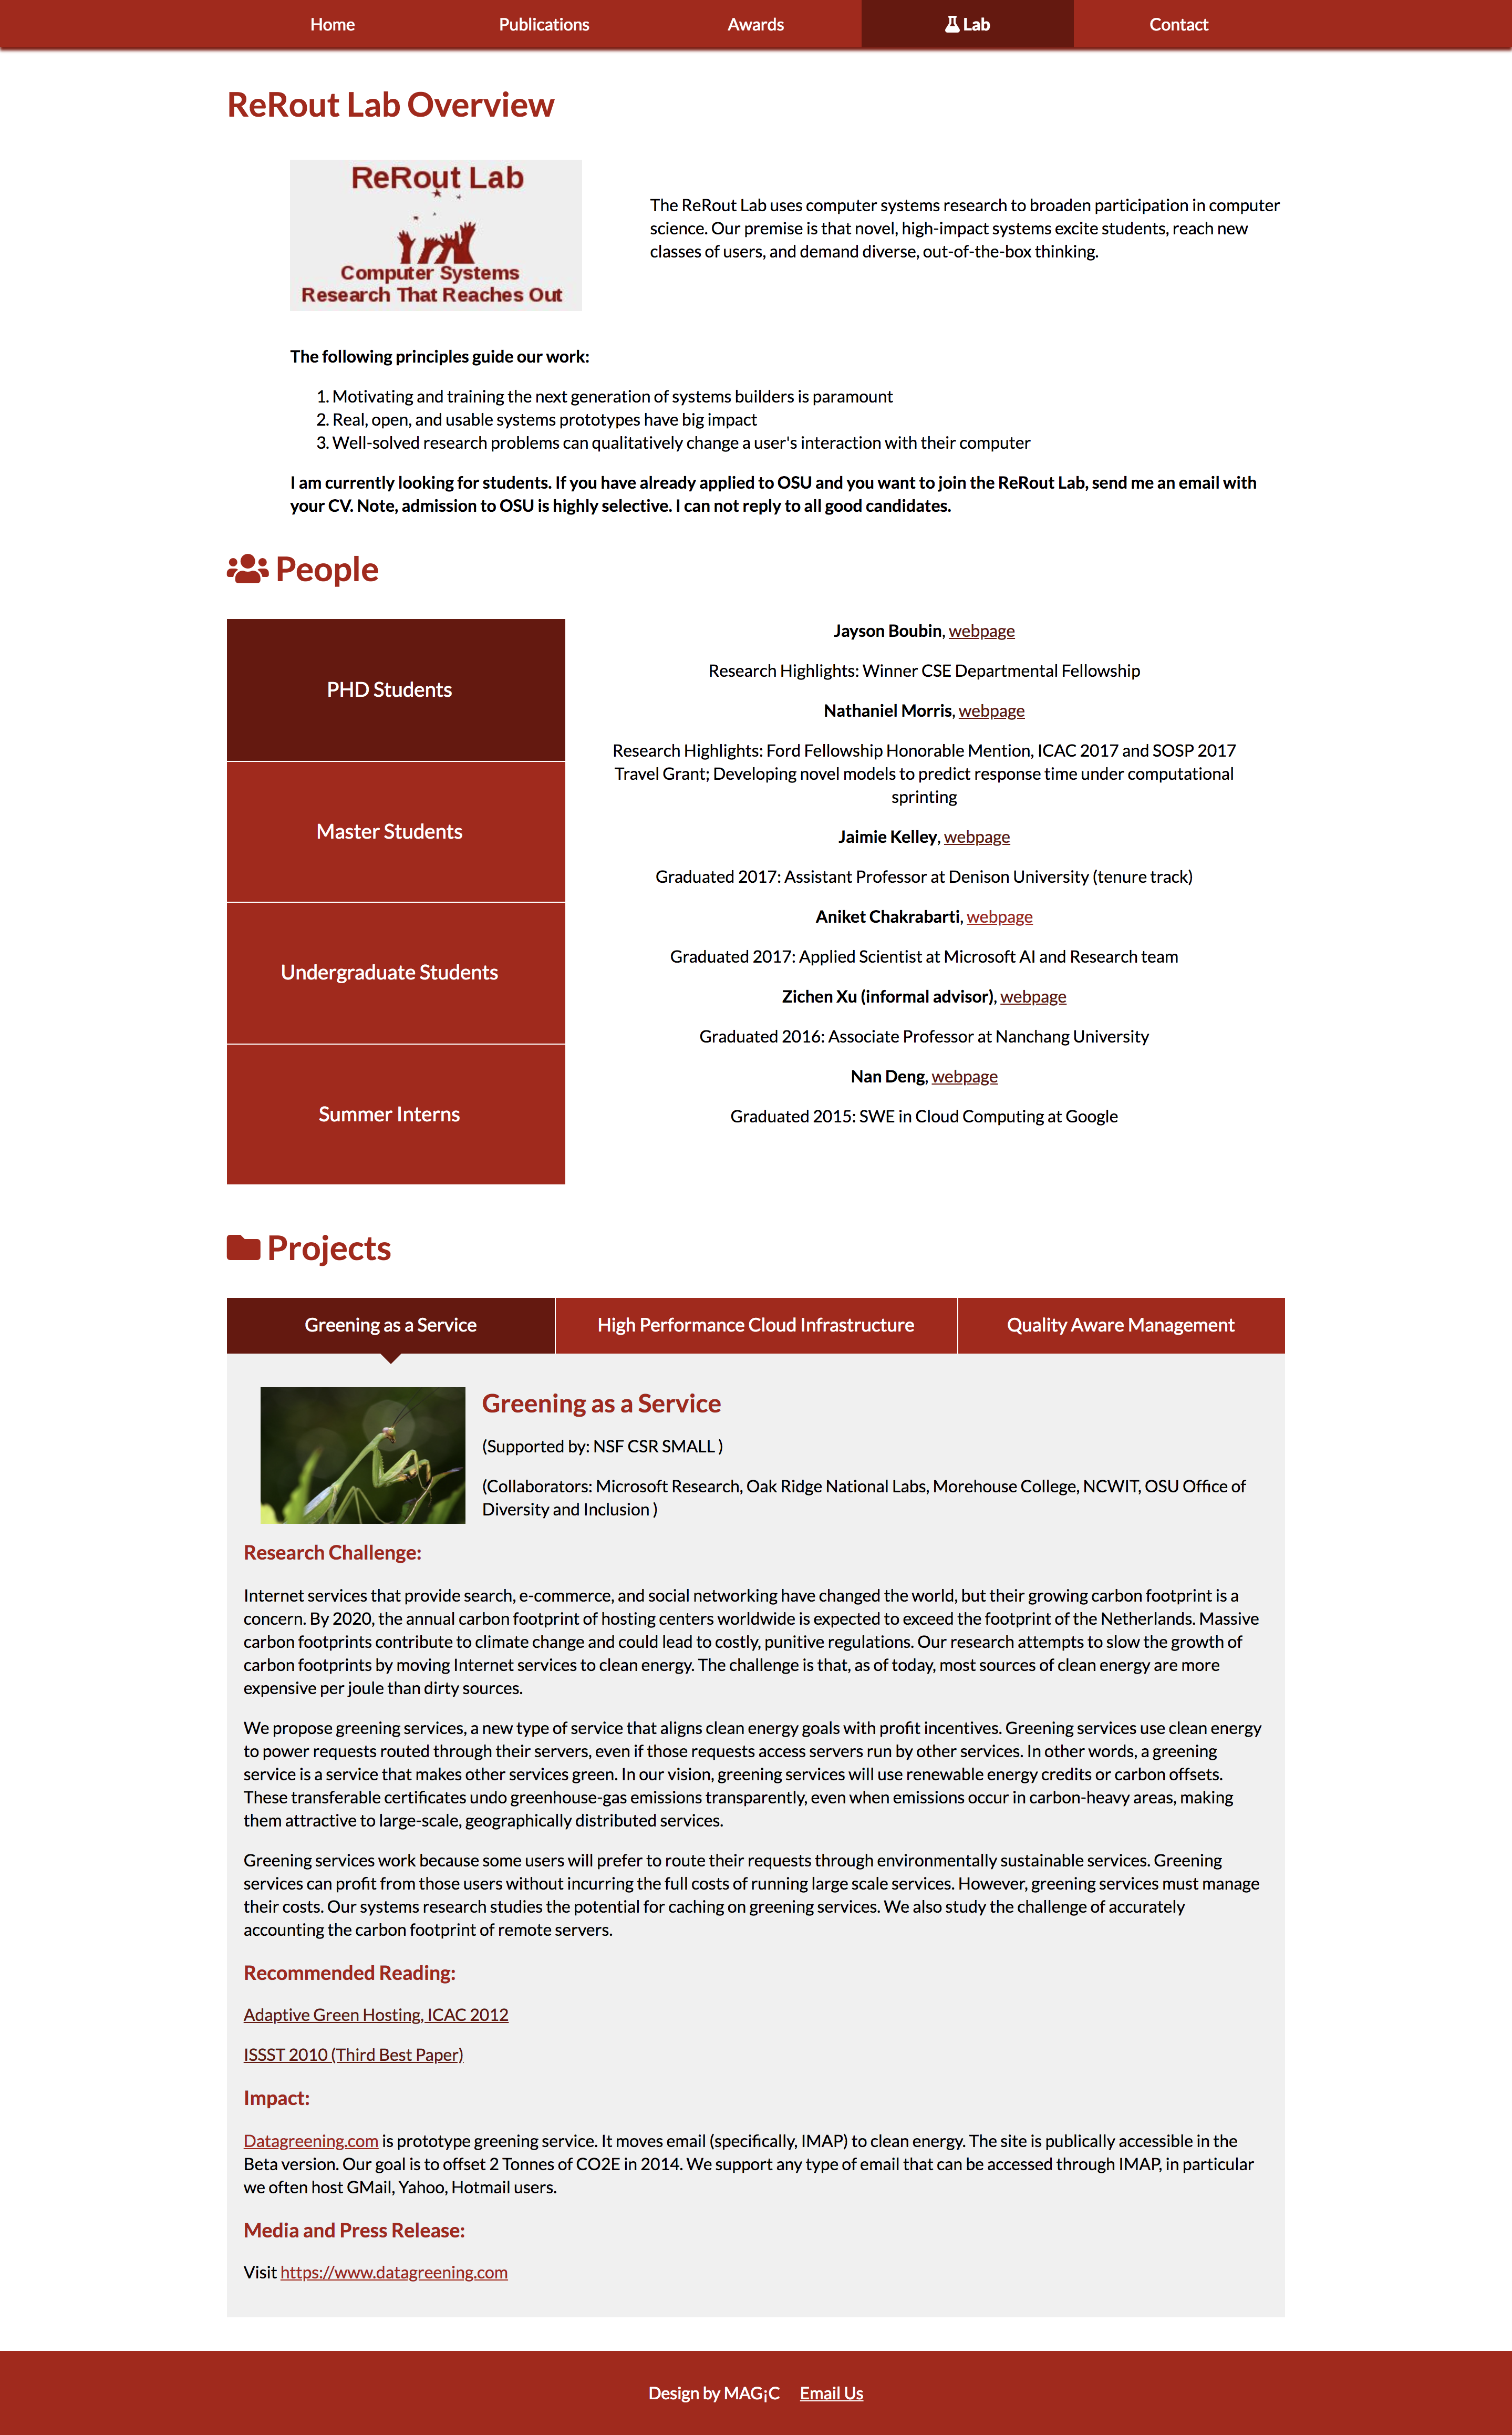 Home Publications Awards Lab Contact
ReRout Lab Overview
ReRout Lab
Computer Systems
Research That Reaches Out
The ReRout Lab uses computer systems research to broaden participation in computer
science. Our premise is that novel, high-impact systems excite students, reach new
classes of users, and demand diverse, out-of-the-box thinking.
The following principles guide our work:
1. Motivating and training the next generation of systems builders is paramount
2. Real, open, and usable systems prototypes have big impact
3. Well-solved research problems can qualitatively change a user's interaction with their computer
I am currently looking for students. If you have already applied to OSU and you want to join the ReRout Lab, send me an email with
your CV. Note, admission to OSU is highly selective. I can not reply to all good candidates.
People
PHD Students
Master Students
Undergraduate Students
Summer Interns
Jayson Boubin, webpage
Research Highlights: Winner CSE Departmental Fellowship
Nathaniel Morris, webpage
Research Highlights: Ford Fellowship Honorable Mention, ICAC 2017 and SOSP 2017
Travel Grant; Developing novel models to predict response time under computational
sprinting
Jaimie Kelley, webpage
Graduated 2017: Assistant Professor at Denison University (tenure track)
Aniket Chakrabarti, webpage
Graduated 2017: Applied Scientist at Microsoft AI and Research team
Zichen Xu (informal advisor), webpage
Graduated 2016: Associate Professor at Nanchang University
Nan Deng, webpage
Graduated 2015: SWE in Cloud Computing at Google
Projects
Greening as a Service High Performance Cloud Infrastructure Quality Aware Management
Greening as a Service
(Supported by: NSF CSR SMALL )
(Collaborators: Microsoft Research, Oak Ridge National Labs, Morehouse College, NCWIT, OSU Office of
Diversity and Inclusion )
Research Challenge:
Internet services that provide search, e-commerce, and social networking have changed the world, but their growing carbon footprint is a
concern. By 2020, the annual carbon footprint of hosting centers worldwide is expected to exceed the footprint of the Netherlands. Massive
carbon footprints contribute to climate change and could lead to costly, punitive regulations. Our research attempts to slow the growth of
carbon footprints by moving Internet services to clean energy. The challenge is that, as of today, most sources of clean energy are more
expensive per joule than dirty sources.
We propose greening services, a new type of service that aligns clean energy goals with profit incentives. Greening services use clean energy
to power requests routed through their servers, even if those requests access servers run by other services. In other words, a greening
service is a service that makes other services green. In our vision, greening services will use renewable energy credits or carbon offsets.
These transferable certificates undo greenhouse-gas emissions transparently, even when emissions occur in carbon-heavy areas, making
them attractive to large-scale, geographically distributed services.
Greening services work because some users will prefer to route their requests through environmentally sustainable services. Greening
services can profit from those users without incurring the full costs of running large scale services. However, greening services must manage
their costs. Our systems research studies the potential for caching on greening services. We also study the challenge of accurately
accounting the carbon footprint of remote servers.
Recommended Reading:
Adaptive Green Hosting, ICAC 2012
ISSST 2010 (Third Best Paper)
Impact:
Datagreening.com is prototype greening service. It moves email (specifically, IMAP) to clean energy. The site is publically accessible in the
Beta version. Our goal is to offset 2 Tonnes of CO2E in 2014. We support any type of email that can be accessed through IMAP, in particular
we often host GMail, Yahoo, Hotmail users.
Media and Press Release:
Visit https://www.datagreening.com
Design by MAG¡C Email Us